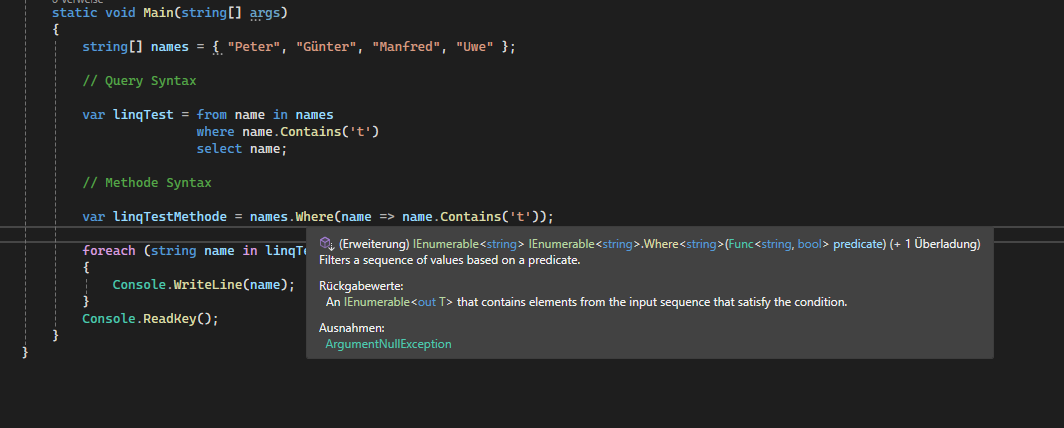 static void Main(string[] args)
{
string[] names = { "Peter", "Günter", "Manfred", "Uwe" };
// Query Syntax
var linqTest = from name in names
where name.Contains('t')
select name;
// Methode Syntax
var linqTestMethode = names.Where(name => name.Contains('t'));
foreach (string name in linqTe
(Erweiterung) IEnumerable<string> IEnumerable<string>.Where<string>(Func<string, bool> predicate) (+ 1 Überladung)
Filters a sequence of values based on a predicate.
Rückgabewerte:
An IEnumerable<out T> that contains elements from the input sequence that satisfy the condition.
Ausnahmen:
ArgumentNullException
{
Console.WriteLine(name);
}
Console.ReadKey();
}
}